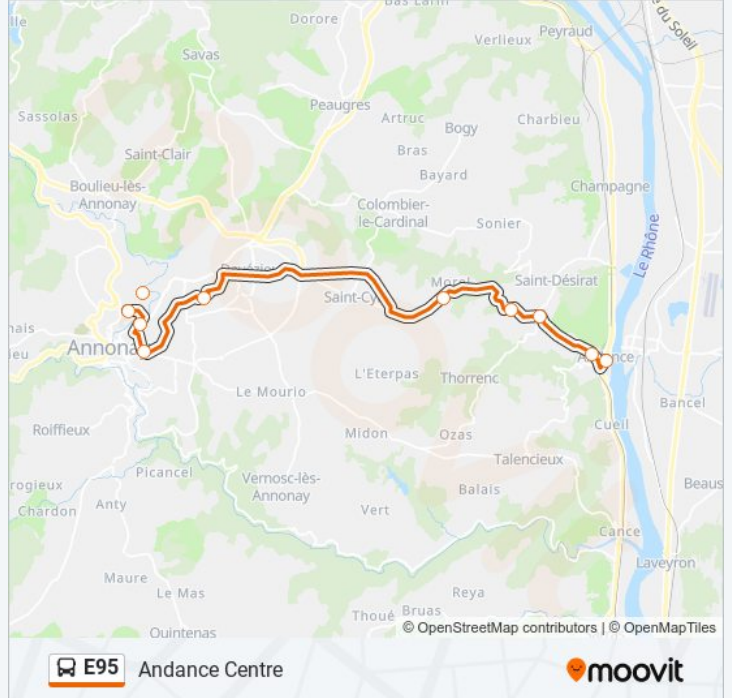 Bas Larin
Dorore
Peyraud
Verlieux
e du Soleil
lle
Savas
Peaugres
Sassolas
Artruc
Charbieu
Bogy
Saint-Clair
Bras
Bayard
Boulieu-lès-
Annonay
Champagne
Colombier-
le-Cardinal
Sonier
Le Rhône
Saint-Désirat
Saint-Cy
nais
Annona
ieu
L'Eterpas
Thorrenc
Le Mourio
Bancel
Cueil
Roiffieux
Midon
Ozas
Talencieux
Picancel
rogieux
Vernosc-lès-
Annonay
Balais
Beaus
Chardon
Anty
Vert
Cance
Laveyron
Maure
Le Mas
Reya
Thoué
Bruas
Quintenas
© OpenStreetMap contributors | © OpenMapTiles
E95
Andance Centre
moovit